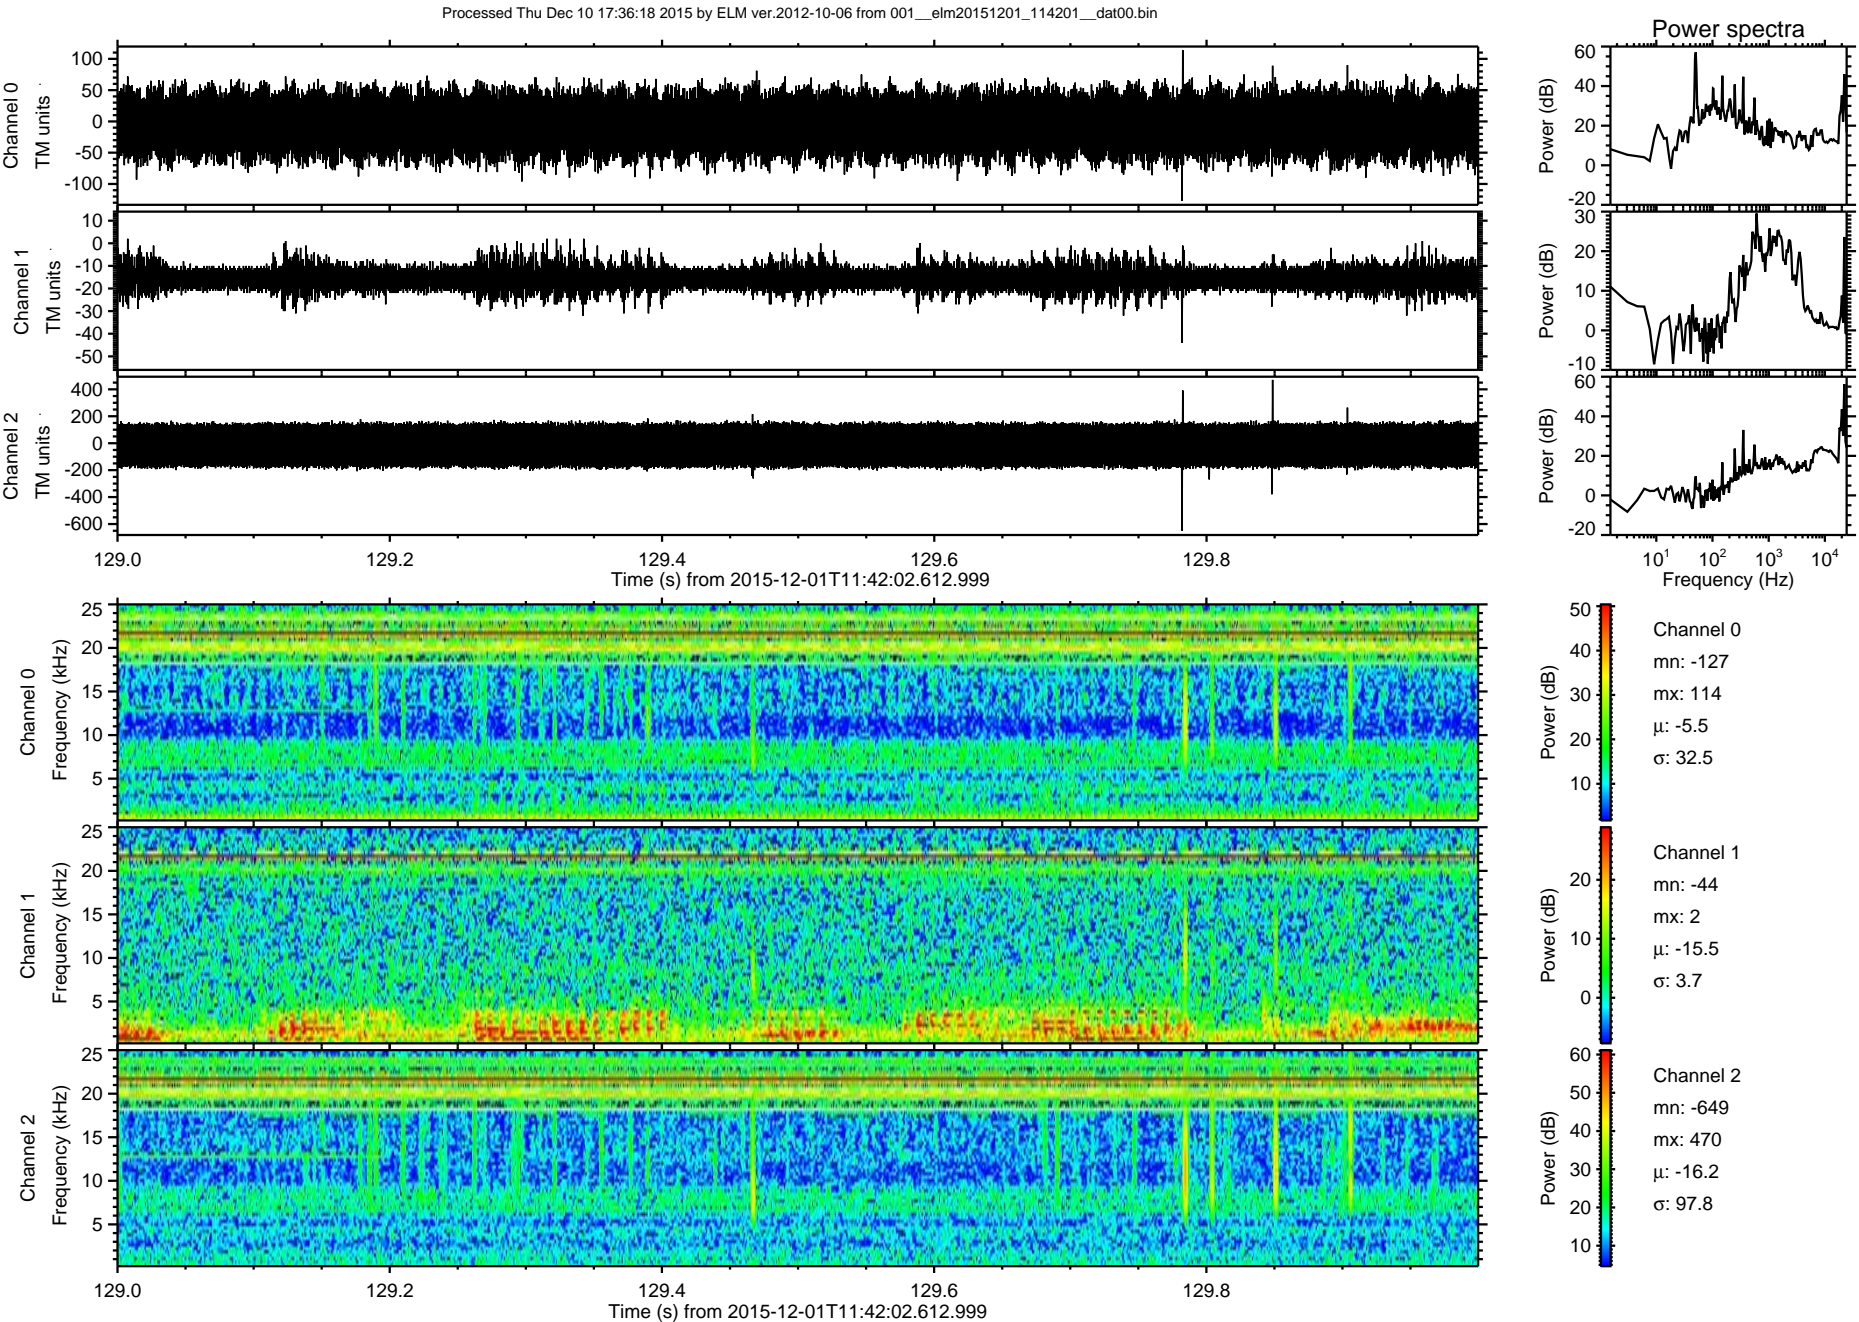 Processed Thu Dec 10 17:36:18 2015 by ELM ver.2012-10-06 from 001__elm20151201_114201__dat00.bin
Power spectra
Channel 0
TM units
100
50
0
-50
-100
Power (dB)
60
40
20
0
-20
Channel 1
TM units
10
0
-10
-20
-30
-40
-50
Power (dB)
30
20
10
0
-10
Channel 2
TM units
400
200
0
-200
-400
-600
Power (dB)
60
40
20
0
-20
129.0 129.2 129.4 129.6 129.8
Time (s) from 2015-12-01T11:42:02.612.999
10¹ 10² 10³ 10⁴
Frequency (Hz)
Channel 0
Frequency (kHz)
25
20
15
10
5
Power (dB)
50
40
30
20
10
Channel 0
mn: -127
mx: 114
μ: -5.5
σ: 32.5
Channel 1
Frequency (kHz)
25
20
15
10
5
Power (dB)
20
10
0
Channel 1
mn: -44
mx: 2
μ: -15.5
σ: 3.7
Channel 2
Frequency (kHz)
25
20
15
10
5
Power (dB)
60
50
40
30
20
10
Channel 2
mn: -649
mx: 470
μ: -16.2
σ: 97.8
129.0 129.2 129.4 129.6 129.8
Time (s) from 2015-12-01T11:42:02.612.999